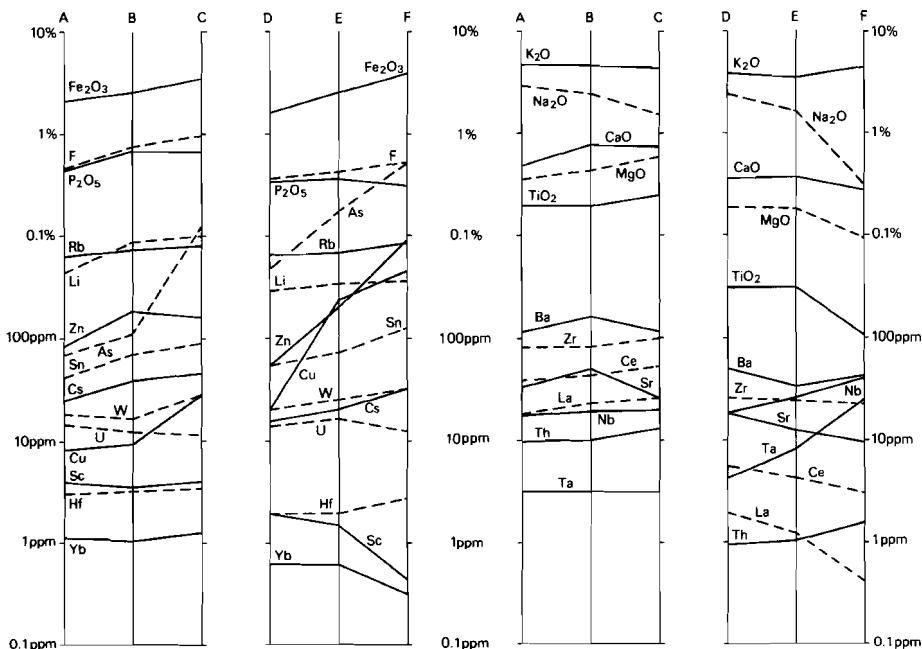 A B C
10%
Fe₂O₃
1%
F
P₂O₅
0.1%
Rb
Li
Zn
100ppm
As
Sn
Cs
W
U
10ppm
Cu
Sc
Hf
1ppm
Yb
0.1ppm
D E F
Fe₂O₃
F
P₂O₅
As
Rb
Li
Sn
Zn
Cu
W
Cs
U
Hf
Sc
Yb
A B C
10%
K₂O
Na₂O
1%
CaO
MgO
TiO₂
0.1%
Ba
100ppm
Zr
Ce
Sr
La
Nb
10ppm
Th
Ta
1ppm
0.1ppm
D E F
10%
K₂O
Na₂O
1%
CaO
MgO
0.1%
TiO₂
100ppm
Ba
Zr
Nb
Sr
10ppm
Ta
Ce
La
Th
1ppm
0.1ppm